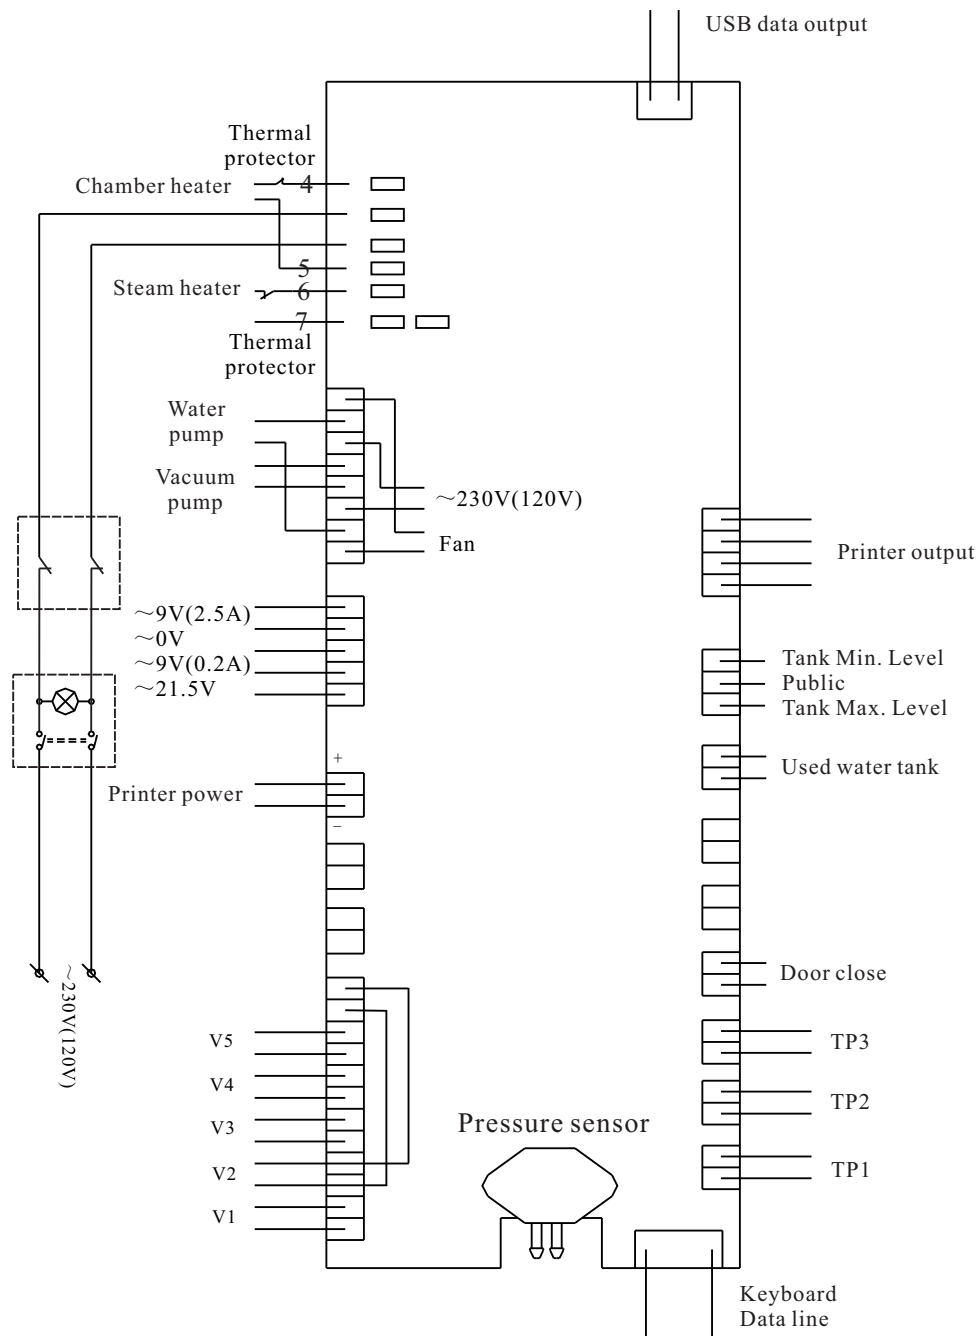 USB data output
Thermal
protector
4
Chamber heater
5
Steam heater
6
7
Thermal
protector
Water
pump
Vacuum
pump
~230V(120V)
Fan
Printer output
~9V(2.5A)
~0V
~9V(0.2A)
~21.5V
Tank Min. Level
Public
Tank Max. Level
+
Printer power
−
Used water tank
Door close
~230V(120V)
V5
V4
V3
V2
V1
TP3
TP2
TP1
Pressure sensor
Keyboard
Data line